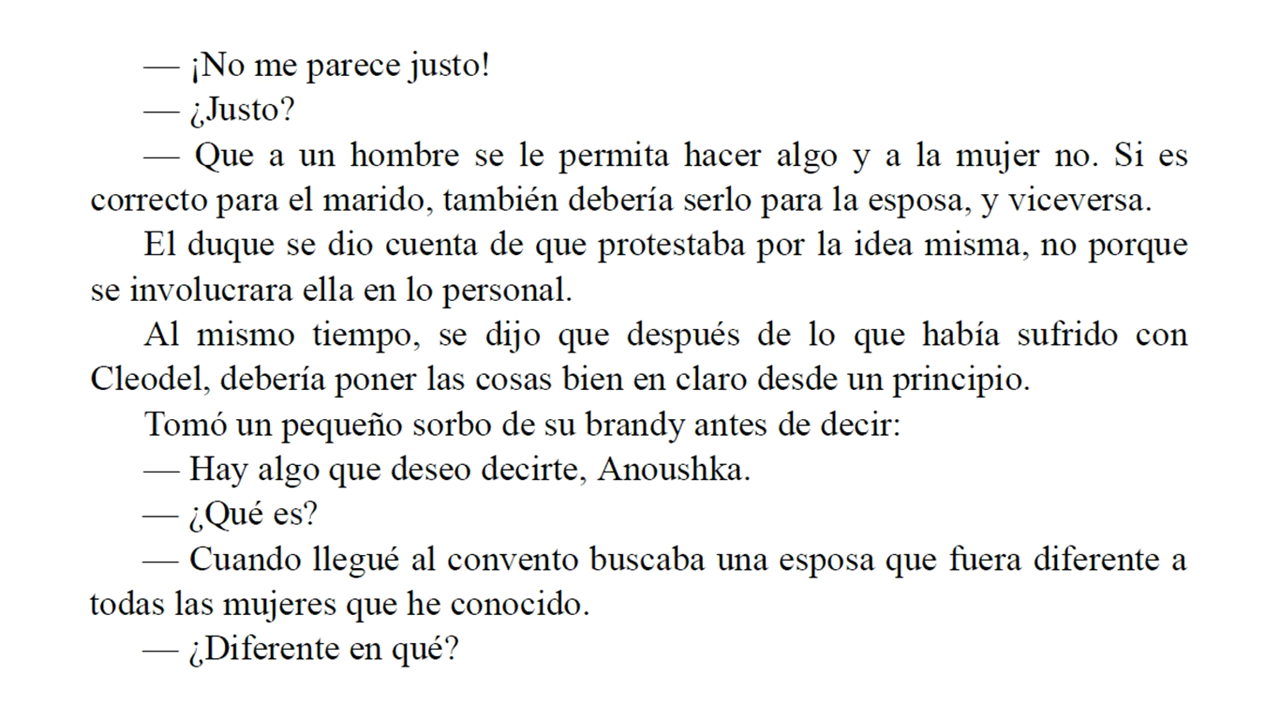 — ¡No me parece justo!
— ¿Justo?
— Que a un hombre se le permita hacer algo y a la mujer no. Si es
correcto para el marido, también debería serlo para la esposa, y viceversa.
El duque se dio cuenta de que protestaba por la idea misma, no porque
se involucrara ella en lo personal.
Al mismo tiempo, se dijo que después de lo que había sufrido con
Cleodel, debería poner las cosas bien en claro desde un principio.
Tomó un pequeño sorbo de su brandy antes de decir:
— Hay algo que deseo decirte, Anoushka.
— ¿Qué es?
— Cuando llegué al convento buscaba una esposa que fuera diferente a
todas las mujeres que he conocido.
— ¿Diferente en qué?